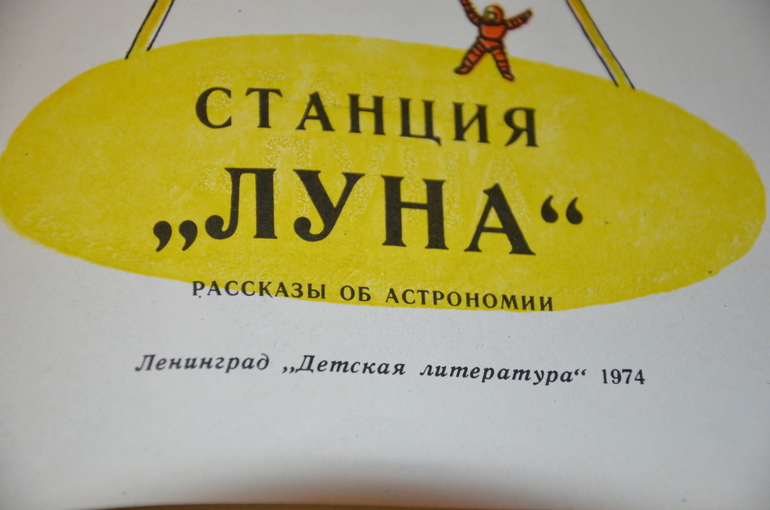 СТАНЦИЯ
„ЛУНА“
РАССКАЗЫ ОБ АСТРОНОМИИ
Ленинград „Детская литература“ 1974